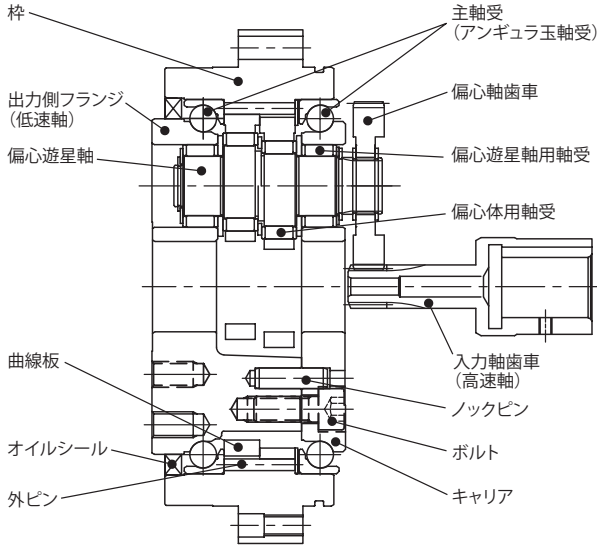 枠
主軸受
(アンギュラ玉軸受)
出力側フランジ
(低速軸)
偏心軸歯車
偏心遊星軸
偏心遊星軸用軸受
偏心体用軸受
曲線板
入力軸歯車
(高速軸)
ノックピン
オイルシール
ボルト
外ピン
キャリア